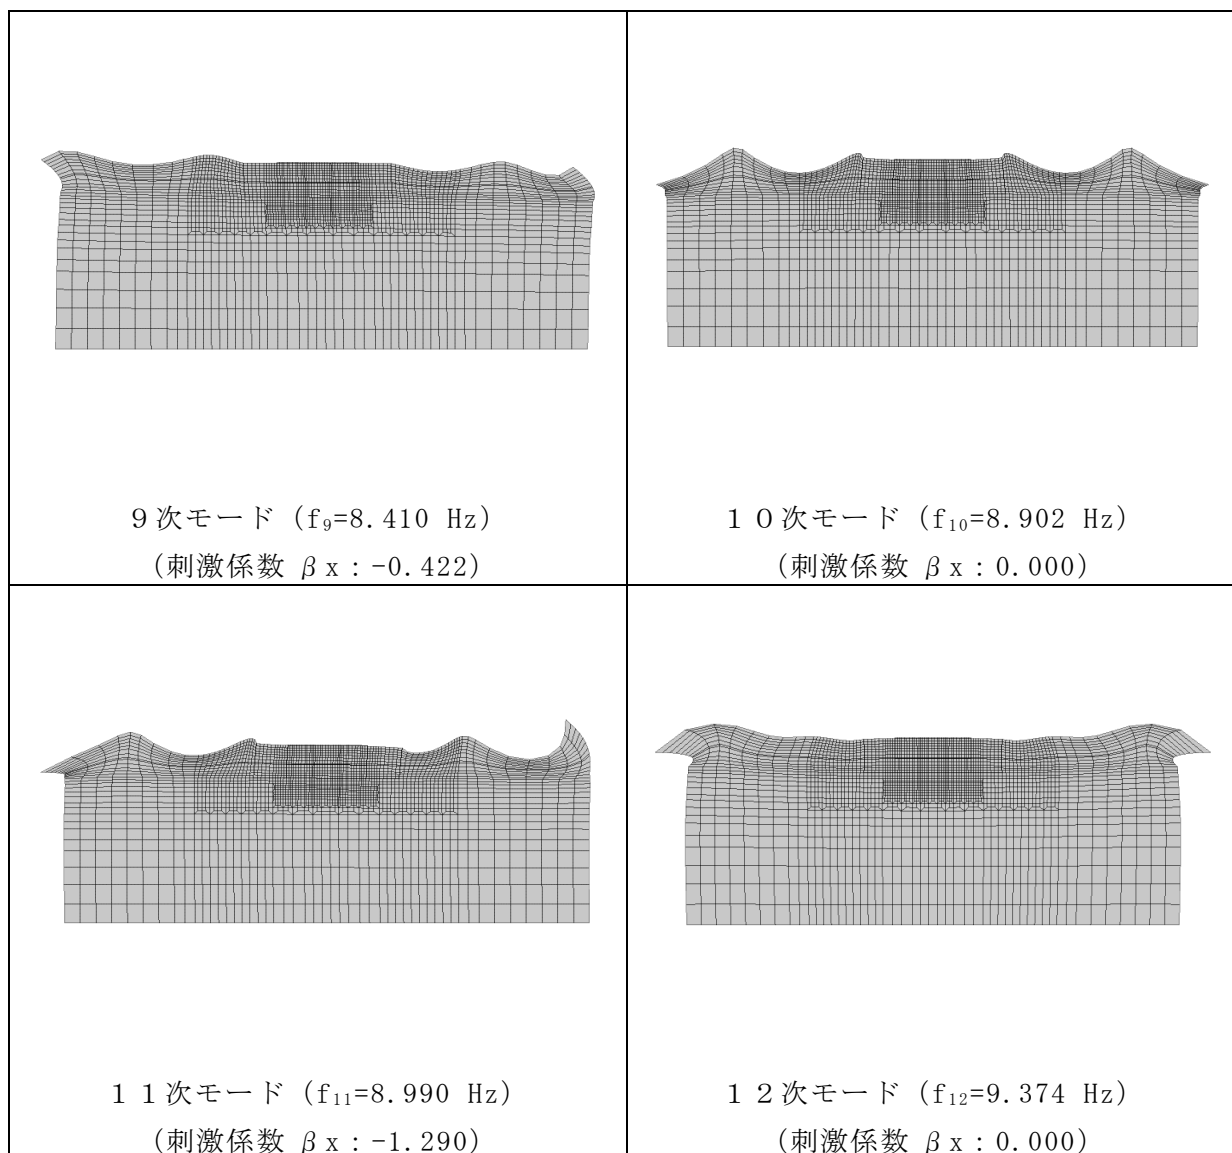 ９次モード (f₉=8.410 Hz)
(刺激係数 βx：-0.422)
１０次モード (f₁₀=8.902 Hz)
(刺激係数 βx：0.000)
１１次モード (f₁₁=8.990 Hz)
(刺激係数 βx：-1.290)
１２次モード (f₁₂=9.374 Hz)
(刺激係数 βx：0.000)